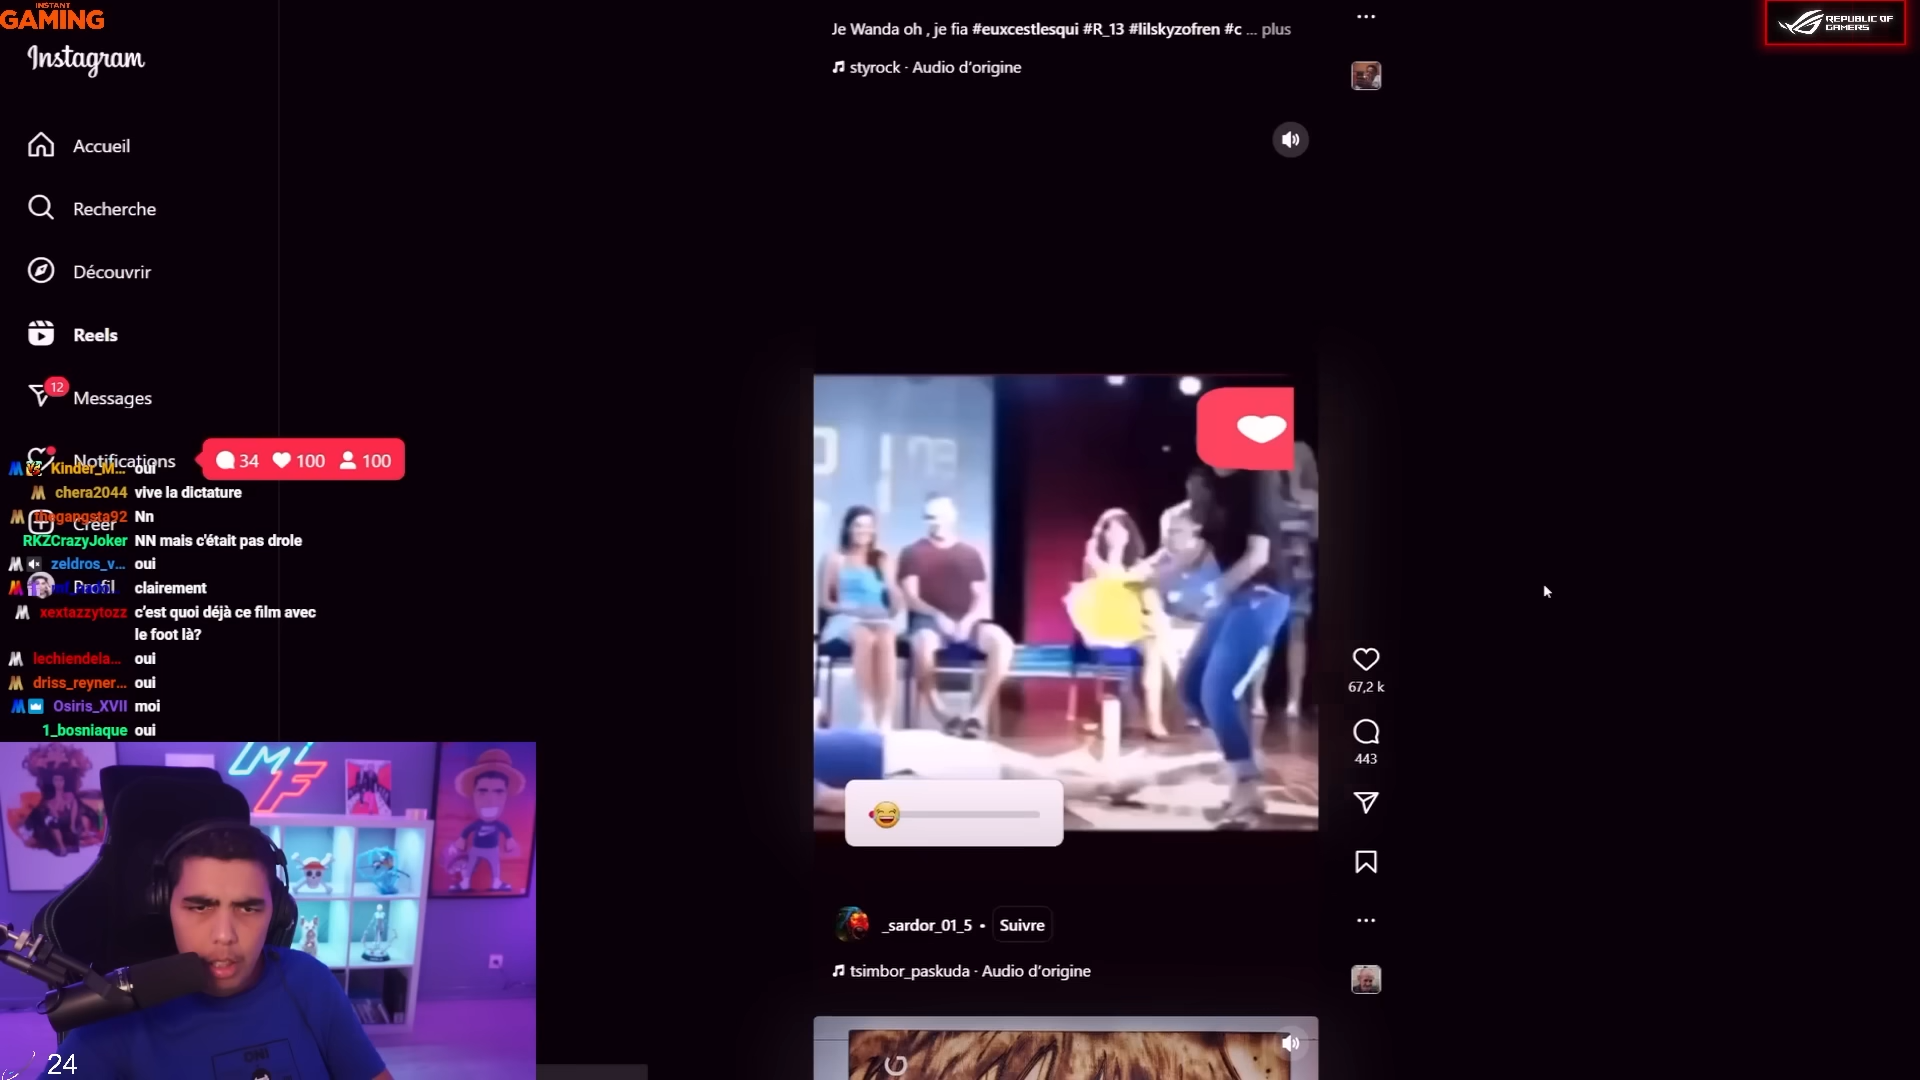 INSTANT
GAMING
Instagram
Accueil
Recherche
Découvrir
Reels
12
Messages
Notifications
34
100
100
Créer
Profil
Kinder_M... oui
chera2044 vive la dictature
thegangsta92 Nn
RKZCrazyJoker NN mais c'était pas drole
zeldros_v... oui
clairement
xextazzytozz c'est quoi déjà ce film avec
le foot là?
lechiendela... oui
driss_reyner... oui
Osiris_XVII moi
1_bosniaque oui
24
Je Wanda oh , je fia #euxcestlesqui #R_13 #lilskyzofren #c ... plus
styrock · Audio d'origine
67,2 k
443
_sardor_01_5 • Suivre
tsimbor_paskuda · Audio d'origine
REPUBLIC OF
GAMERS